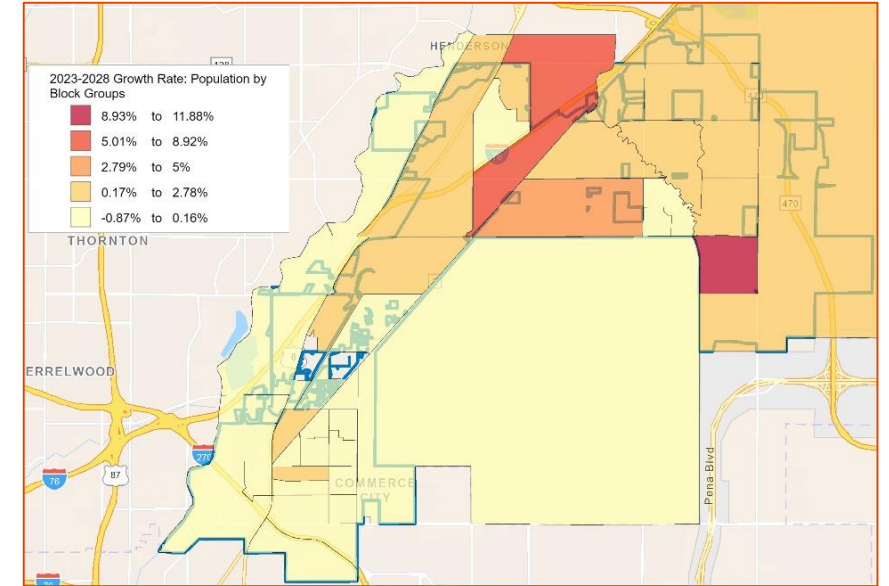 HENDERSON
2023-2028 Growth Rate: Population by
Block Groups
8.93% to 11.88%
5.01% to 8.92%
2.79% to 5%
0.17% to 2.78%
-0.87% to 0.16%
THORNTON
470
ERRELWOOD
270
76
87
COMMERCE
CITY
Pena Blvd